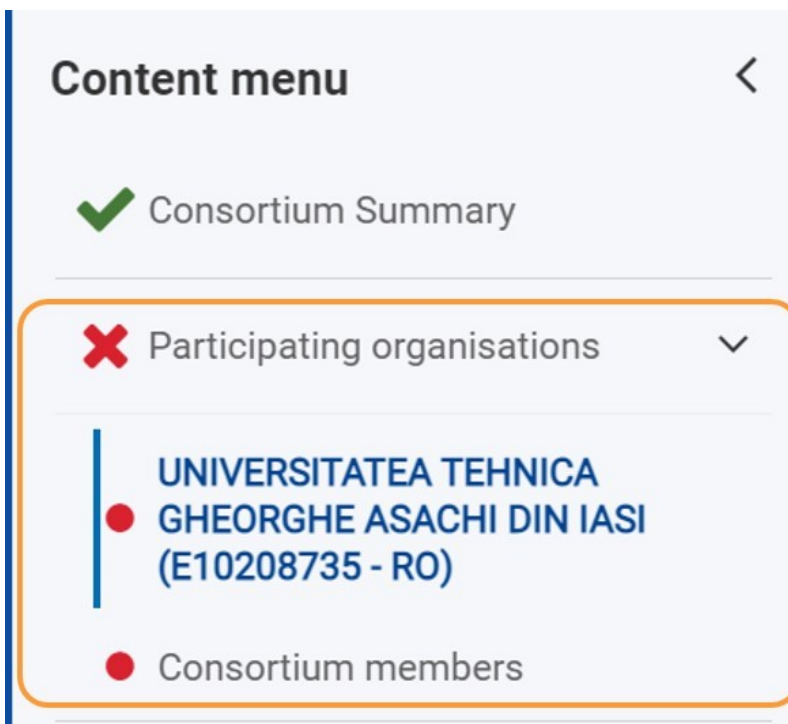 Content menu
Consortium Summary
Participating organisations
UNIVERSITATEA TEHNICA
GHEORGHE ASACHI DIN IASI
(E10208735 - RO)
Consortium members